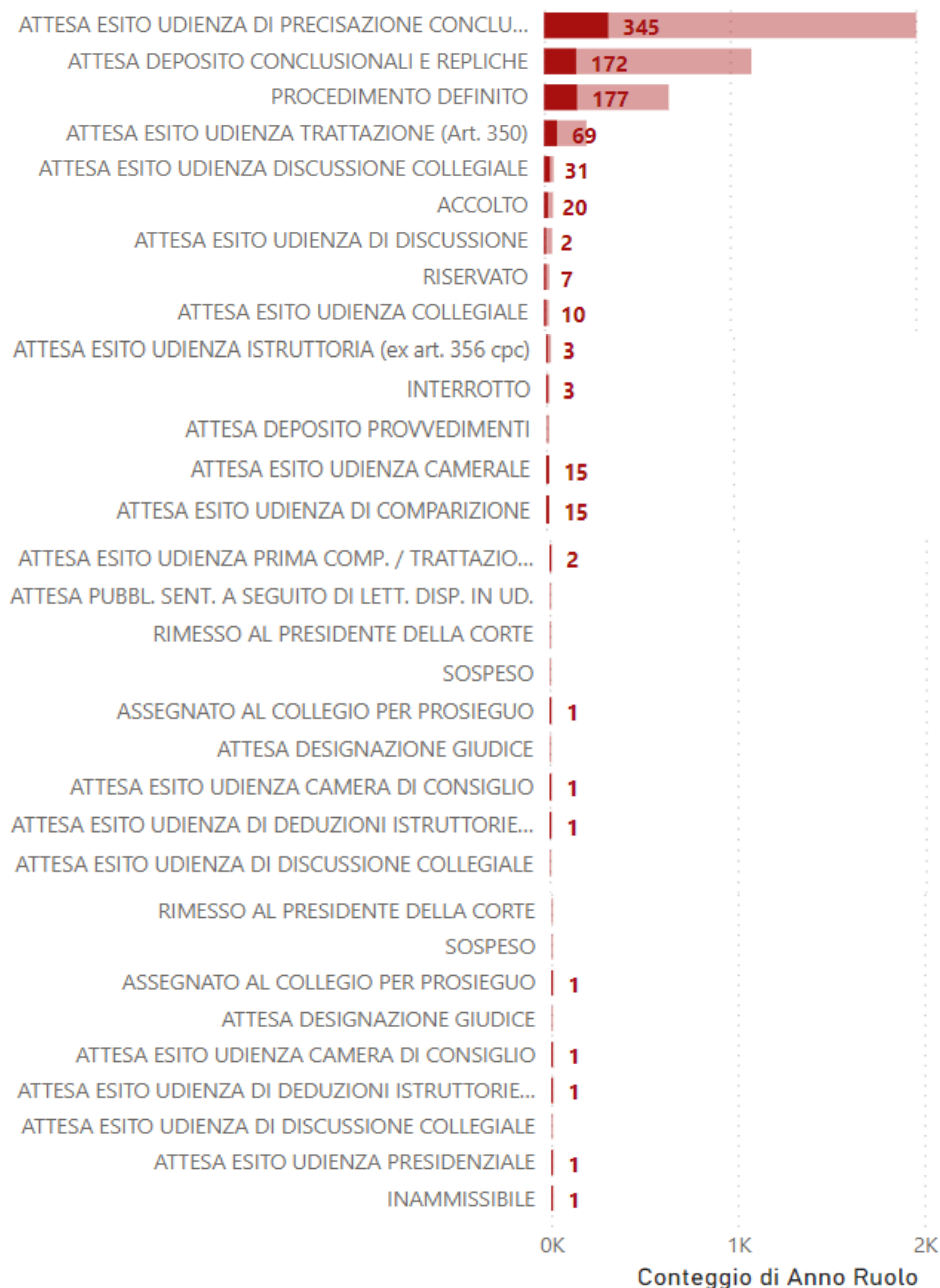 ATTESA ESITO UDIENZA DI PRECISAZIONE CONCLU... 345
ATTESA DEPOSITO CONCLUSIONALI E REPLICHE 172
PROCEDIMENTO DEFINITO 177
ATTESA ESITO UDIENZA TRATTAZIONE (Art. 350) 69
ATTESA ESITO UDIENZA DISCUSSIONE COLLEGIALE 31
ACCOLTO 20
ATTESA ESITO UDIENZA DI DISCUSSIONE 2
RISERVATO 7
ATTESA ESITO UDIENZA COLLEGIALE 10
ATTESA ESITO UDIENZA ISTRUTTORIA (ex art. 356 cpc) 3
INTERROTTO 3
ATTESA DEPOSITO PROVVEDIMENTI
ATTESA ESITO UDIENZA CAMERALE 15
ATTESA ESITO UDIENZA DI COMPARIZIONE 15
ATTESA ESITO UDIENZA PRIMA COMP. / TRATTAZIO... 2
ATTESA PUBBL. SENT. A SEGUITO DI LETT. DISP. IN UD.
RIMESSO AL PRESIDENTE DELLA CORTE
SOSPESO
ASSEGNATO AL COLLEGIO PER PROSIEGUO 1
ATTESA DESIGNAZIONE GIUDICE
ATTESA ESITO UDIENZA CAMERA DI CONSIGLIO 1
ATTESA ESITO UDIENZA DI DEDUZIONI ISTRUTTORIE... 1
ATTESA ESITO UDIENZA DI DISCUSSIONE COLLEGIALE
RIMESSO AL PRESIDENTE DELLA CORTE
SOSPESO
ASSEGNATO AL COLLEGIO PER PROSIEGUO 1
ATTESA DESIGNAZIONE GIUDICE
ATTESA ESITO UDIENZA CAMERA DI CONSIGLIO 1
ATTESA ESITO UDIENZA DI DEDUZIONI ISTRUTTORIE... 1
ATTESA ESITO UDIENZA DI DISCUSSIONE COLLEGIALE
ATTESA ESITO UDIENZA PRESIDENZIALE 1
INAMMISSIBILE 1
0K 1K 2K
Conteggio di Anno Ruolo